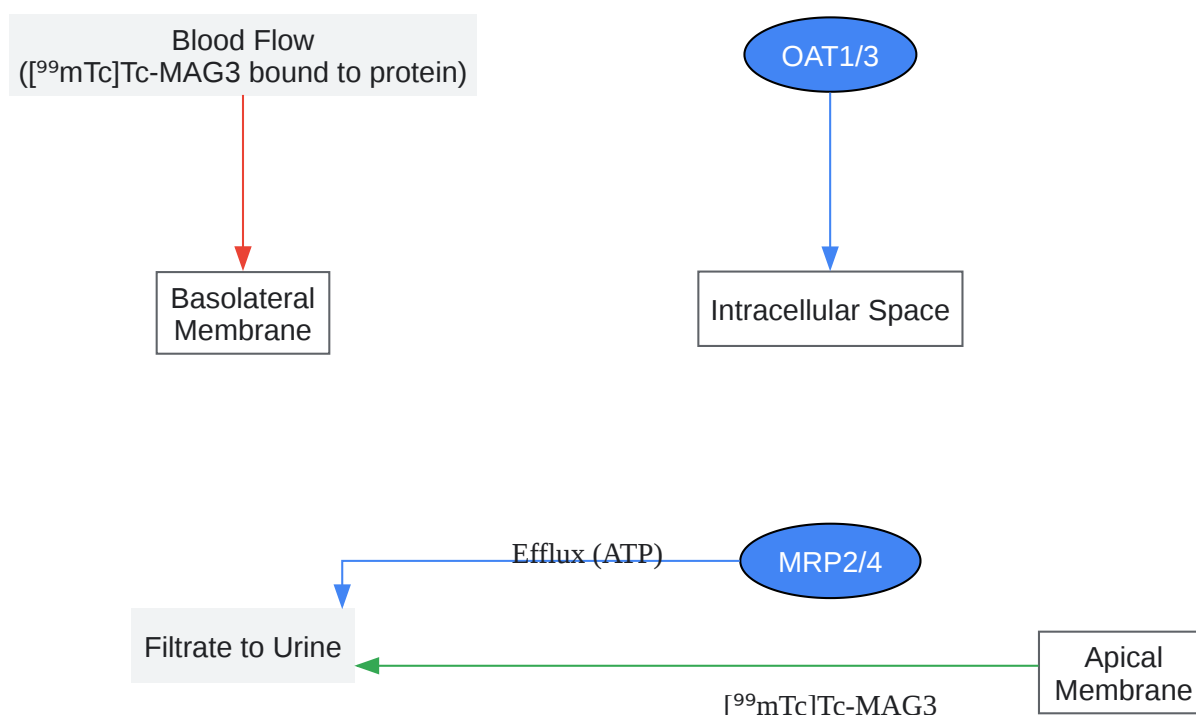 Blood Flow
([⁹⁹mTc]Tc-MAG3 bound to protein)
OAT1/3
Basolateral
Membrane
Intracellular Space
Efflux (ATP)
MRP2/4
Filtrate to Urine
Apical
Membrane
[⁹⁹mTc]Tc-MAG3